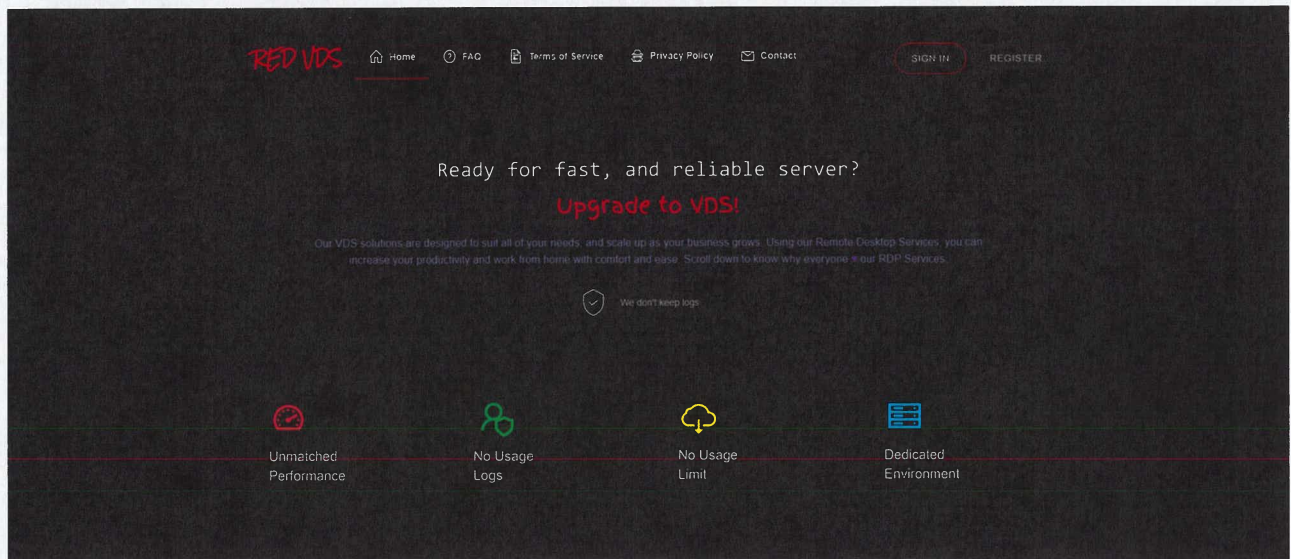 RED VDS
Home
FAQ
Terms of Service
Privacy Policy
Contact
SIGN IN
REGISTER
Ready for fast, and reliable server?
Upgrade to VDS!
Our VDS solutions are designed to suit all of your needs, and scale up as your business grows. Using our Remote Desktop Services, you can
increase your productivity and work from home with comfort and ease. Scroll down to know why everyone ♥ our RDP Services.
We don't keep logs
Unmatched
Performance
No Usage
Logs
No Usage
Limit
Dedicated
Environment